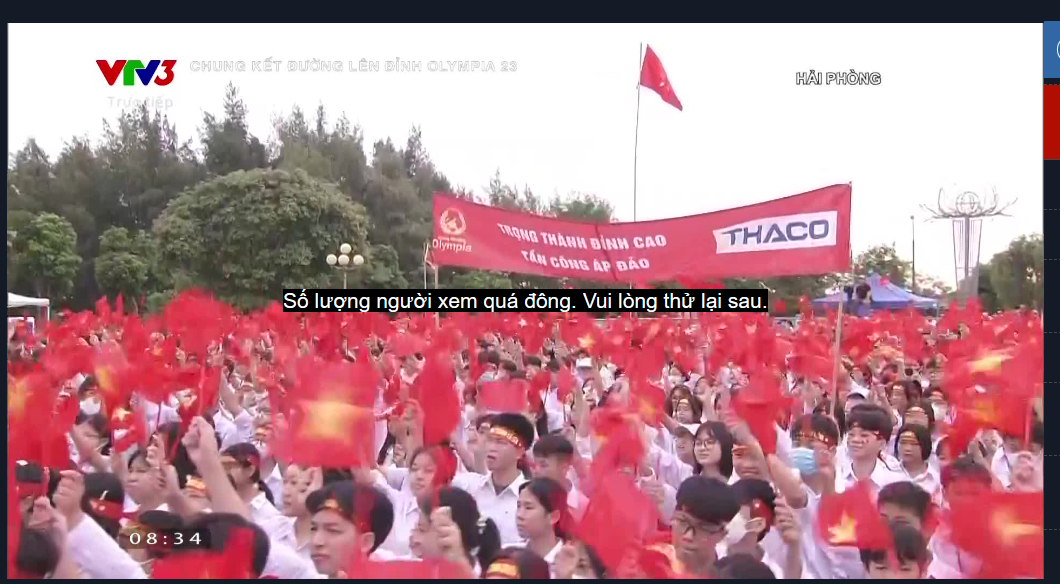 VTV3
CHUNG KẾT ĐƯỜNG LÊN ĐỈNH OLYMPIA 23
Trực tiếp
HẢI PHÒNG
Olympia
TRỌNG THÀNH ĐỈNH CAO
TẤN CÔNG ÁP ĐẢO
THACO
Số lượng người xem quá đông. Vui lòng thử lại sau.
08:34